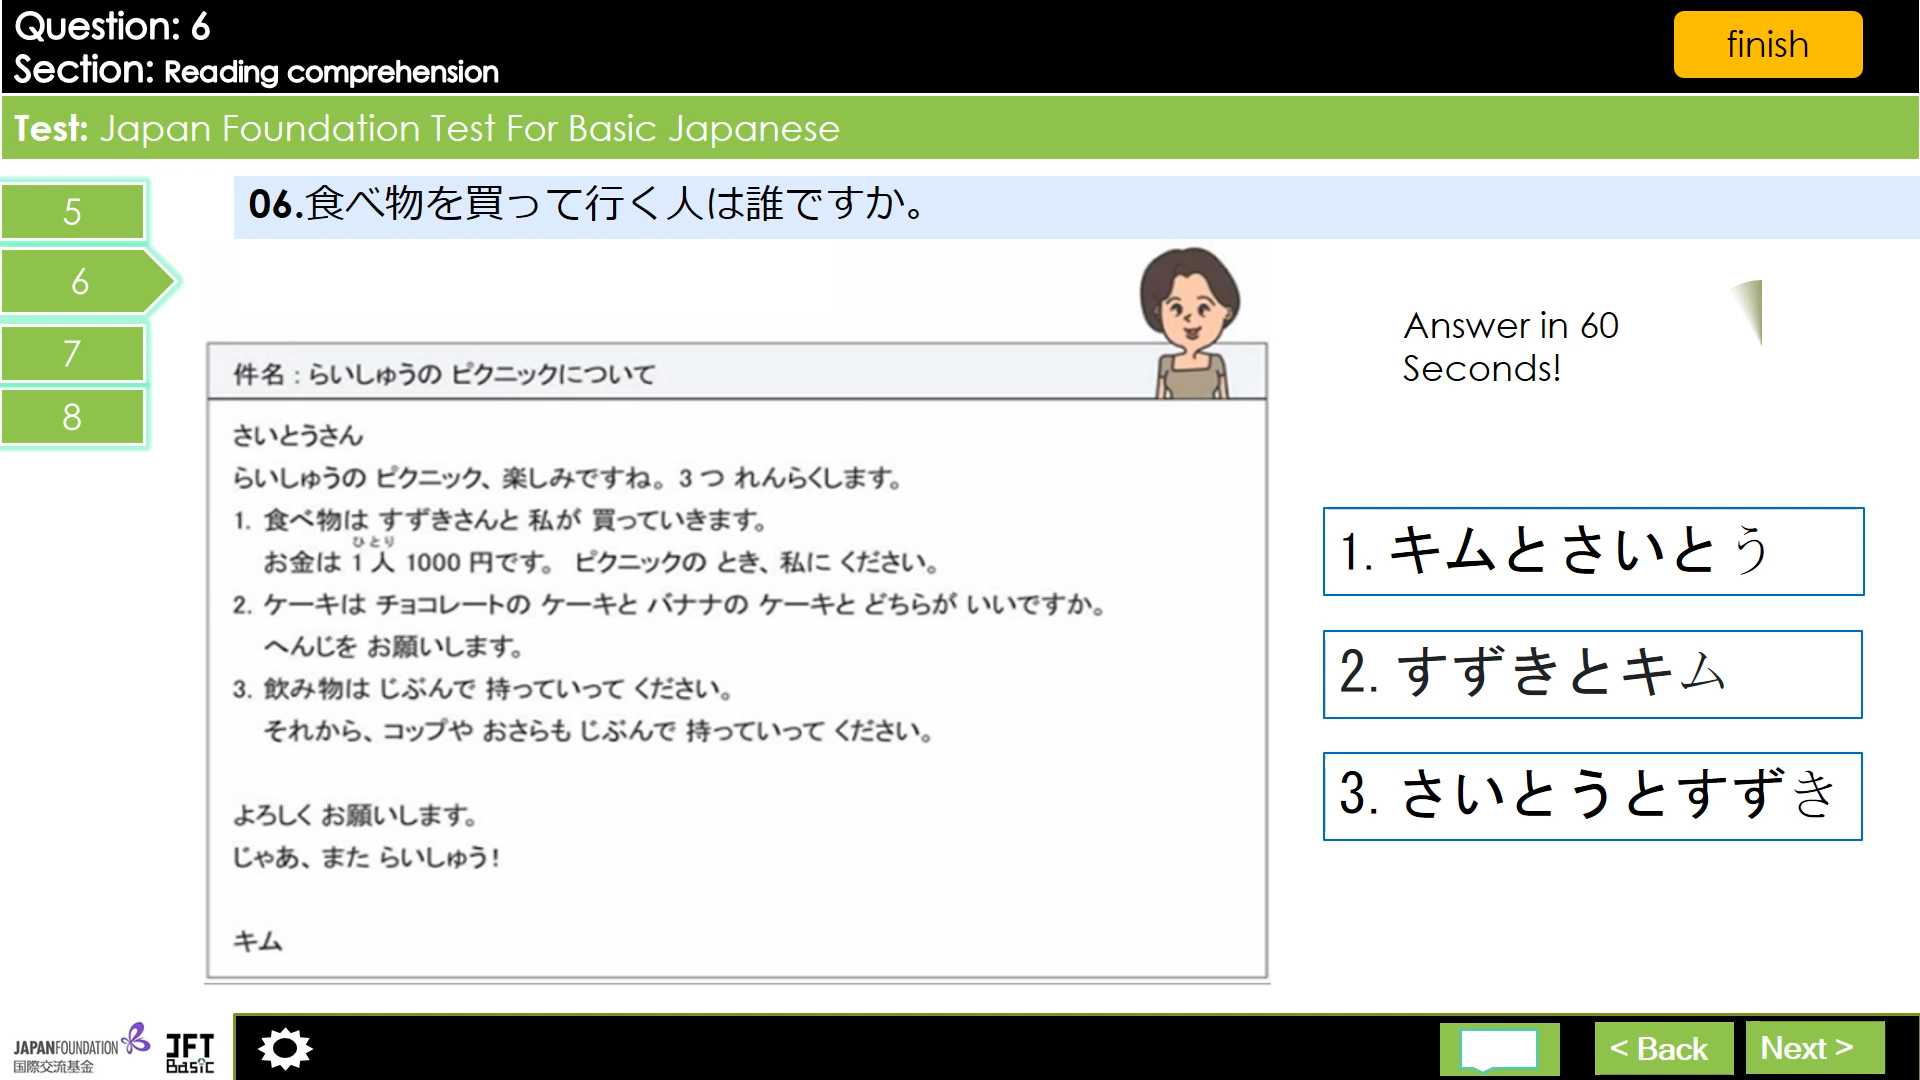 Question: 6
Section: Reading comprehension
finish
Test: Japan Foundation Test For Basic Japanese
5
6
7
8
06.食べ物を買って行く人は誰ですか。
件名：らいしゅうの ピクニックについて
さいとうさん
らいしゅうの ピクニック、楽しみですね。3つ れんらくします。
1. 食べ物は すずきさんと 私が 買っていきます。
ひとり
お金は 1人 1000円です。 ピクニックの とき、私に ください。
2. ケーキは チョコレートの ケーキと バナナの ケーキと どちらが いいですか。
へんじを お願いします。
3. 飲み物は じぶんで 持っていって ください。
それから、コップや おさらも じぶんで 持っていって ください。
よろしく お願いします。
じゃあ、また らいしゅう！
キム
Answer in 60
Seconds!
1. キムとさいとう
2. すずきとキム
3. さいとうとすずき
JAPANFOUNDATION
国際交流基金
JFT
Basic
< Back
Next >